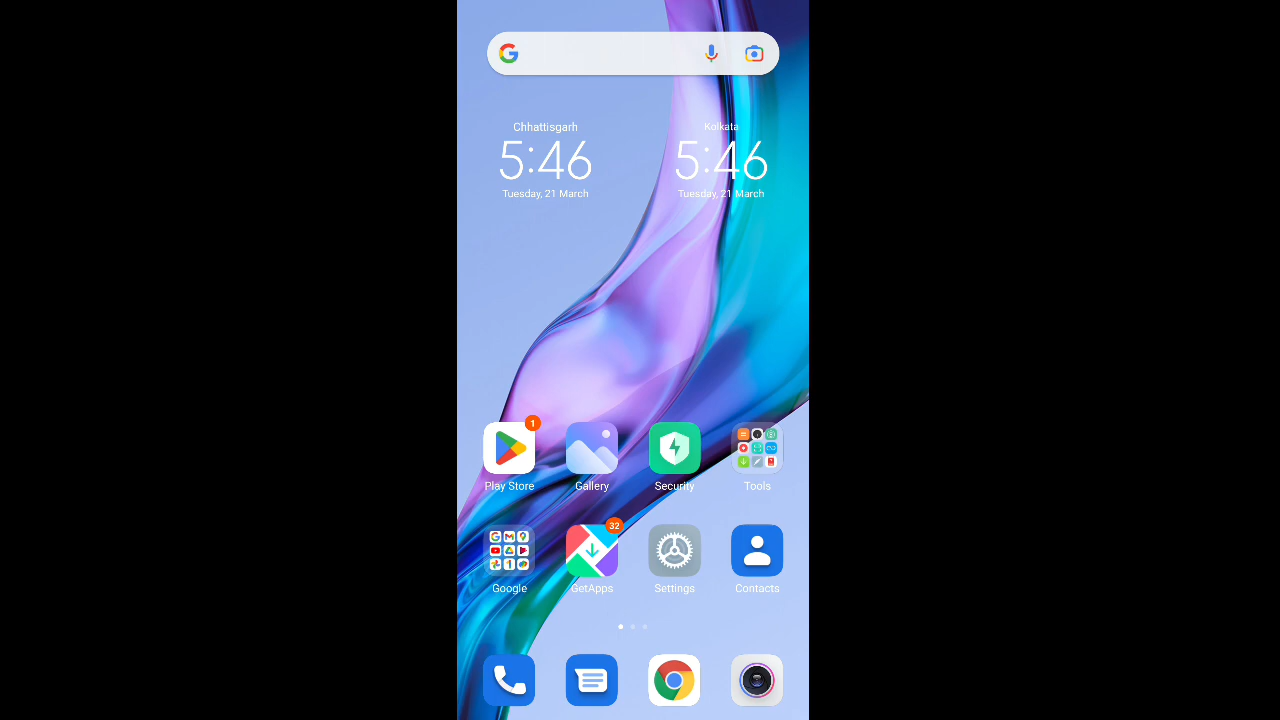 Chhattisgarh
5:46
Tuesday, 21 March
Kolkata
5:46
Tuesday, 21 March
1
Play Store
Gallery
Security
Tools
Google
32
GetApps
Settings
Contacts